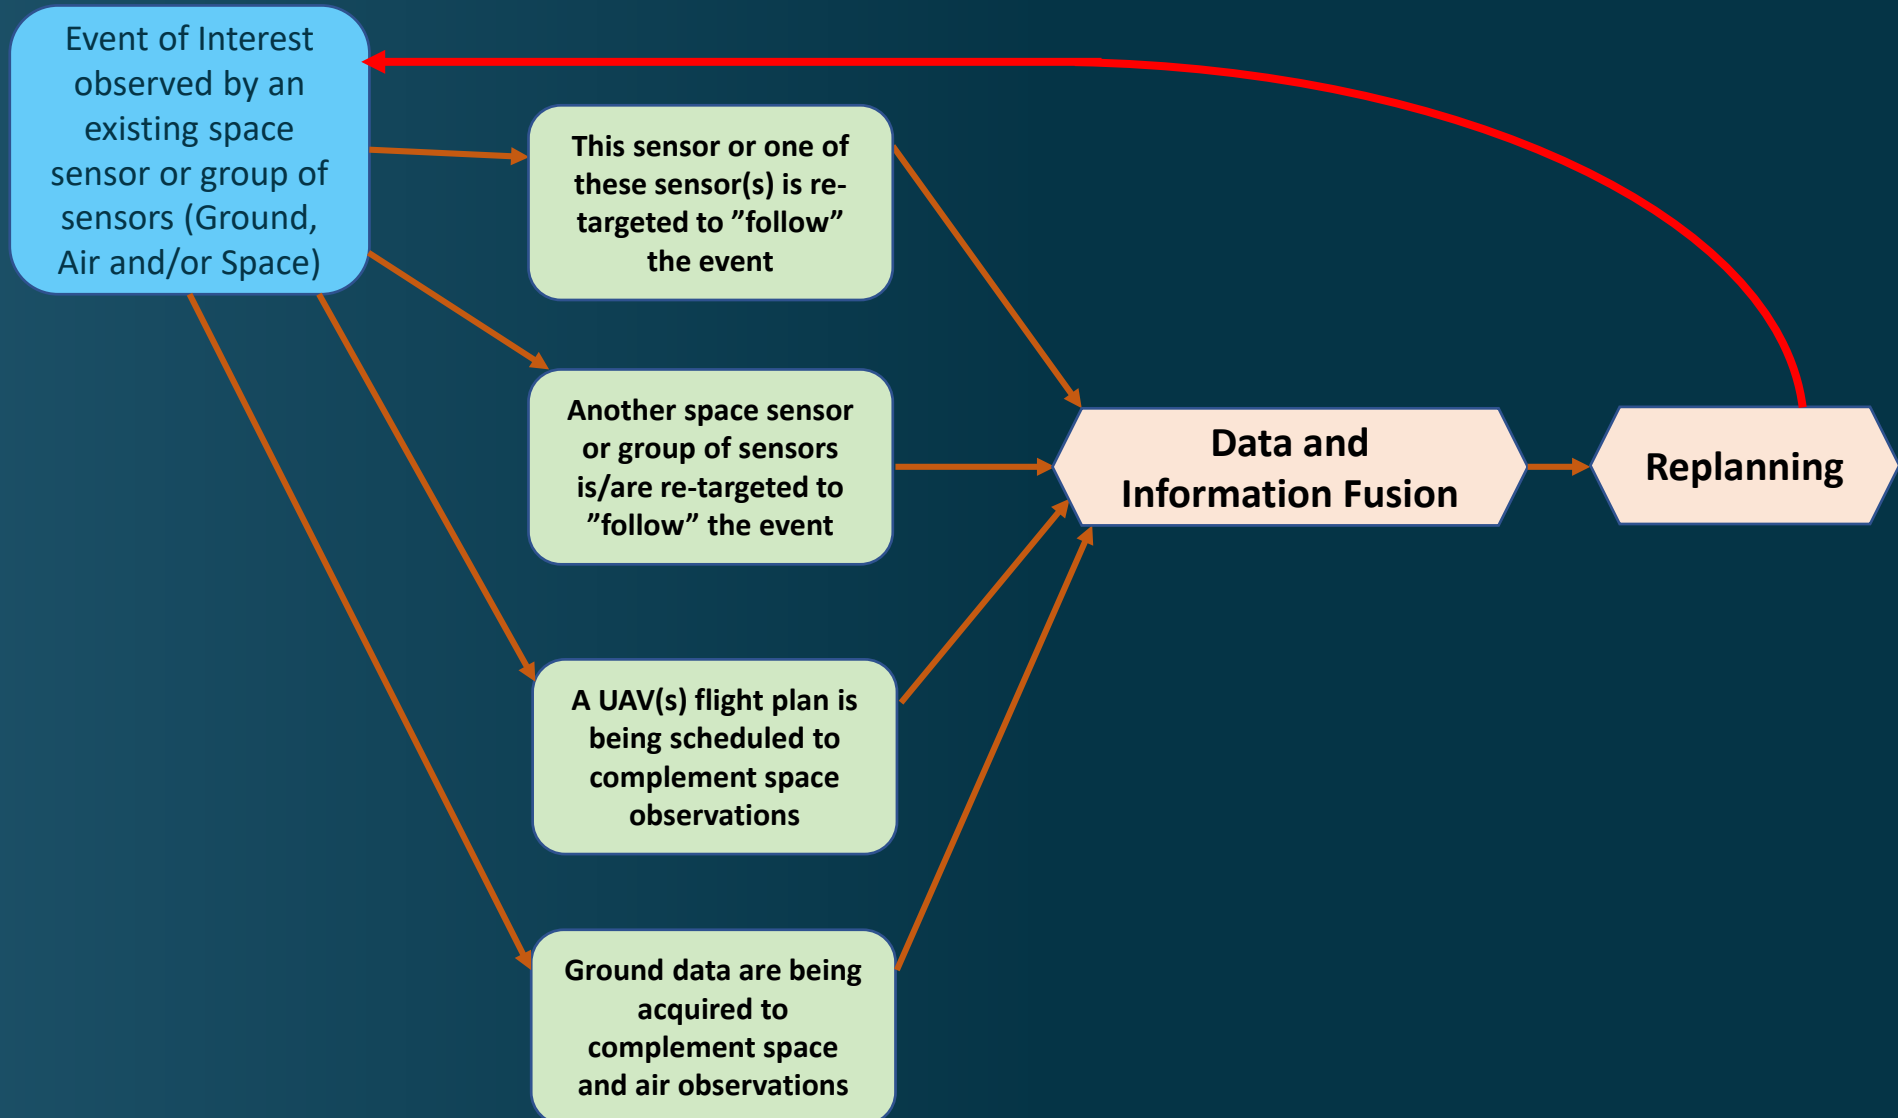 Event of Interest
observed by an
existing space
sensor or group of
sensors (Ground,
Air and/or Space)
This sensor or one of
these sensor(s) is re-
targeted to ”follow”
the event
Another space sensor
or group of sensors
is/are re-targeted to
”follow” the event
A UAV(s) flight plan is
being scheduled to
complement space
observations
Ground data are being
acquired to
complement space
and air observations
Data and
Information Fusion
Replanning